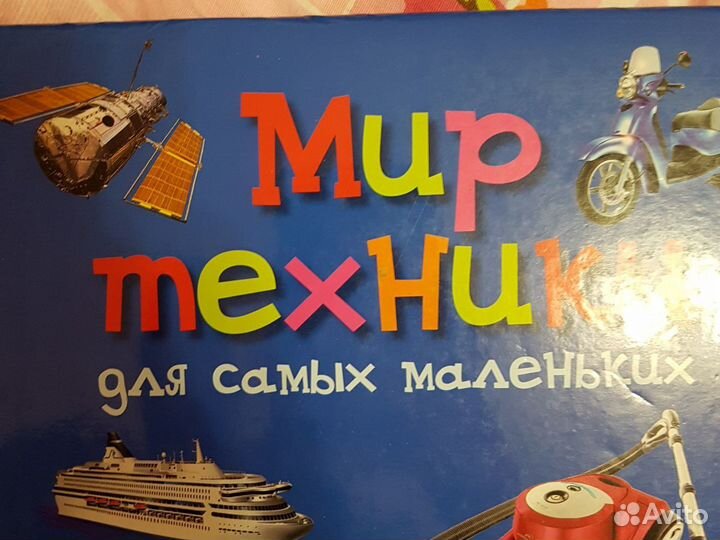 Мир
техники
для самых маленьких
Avito